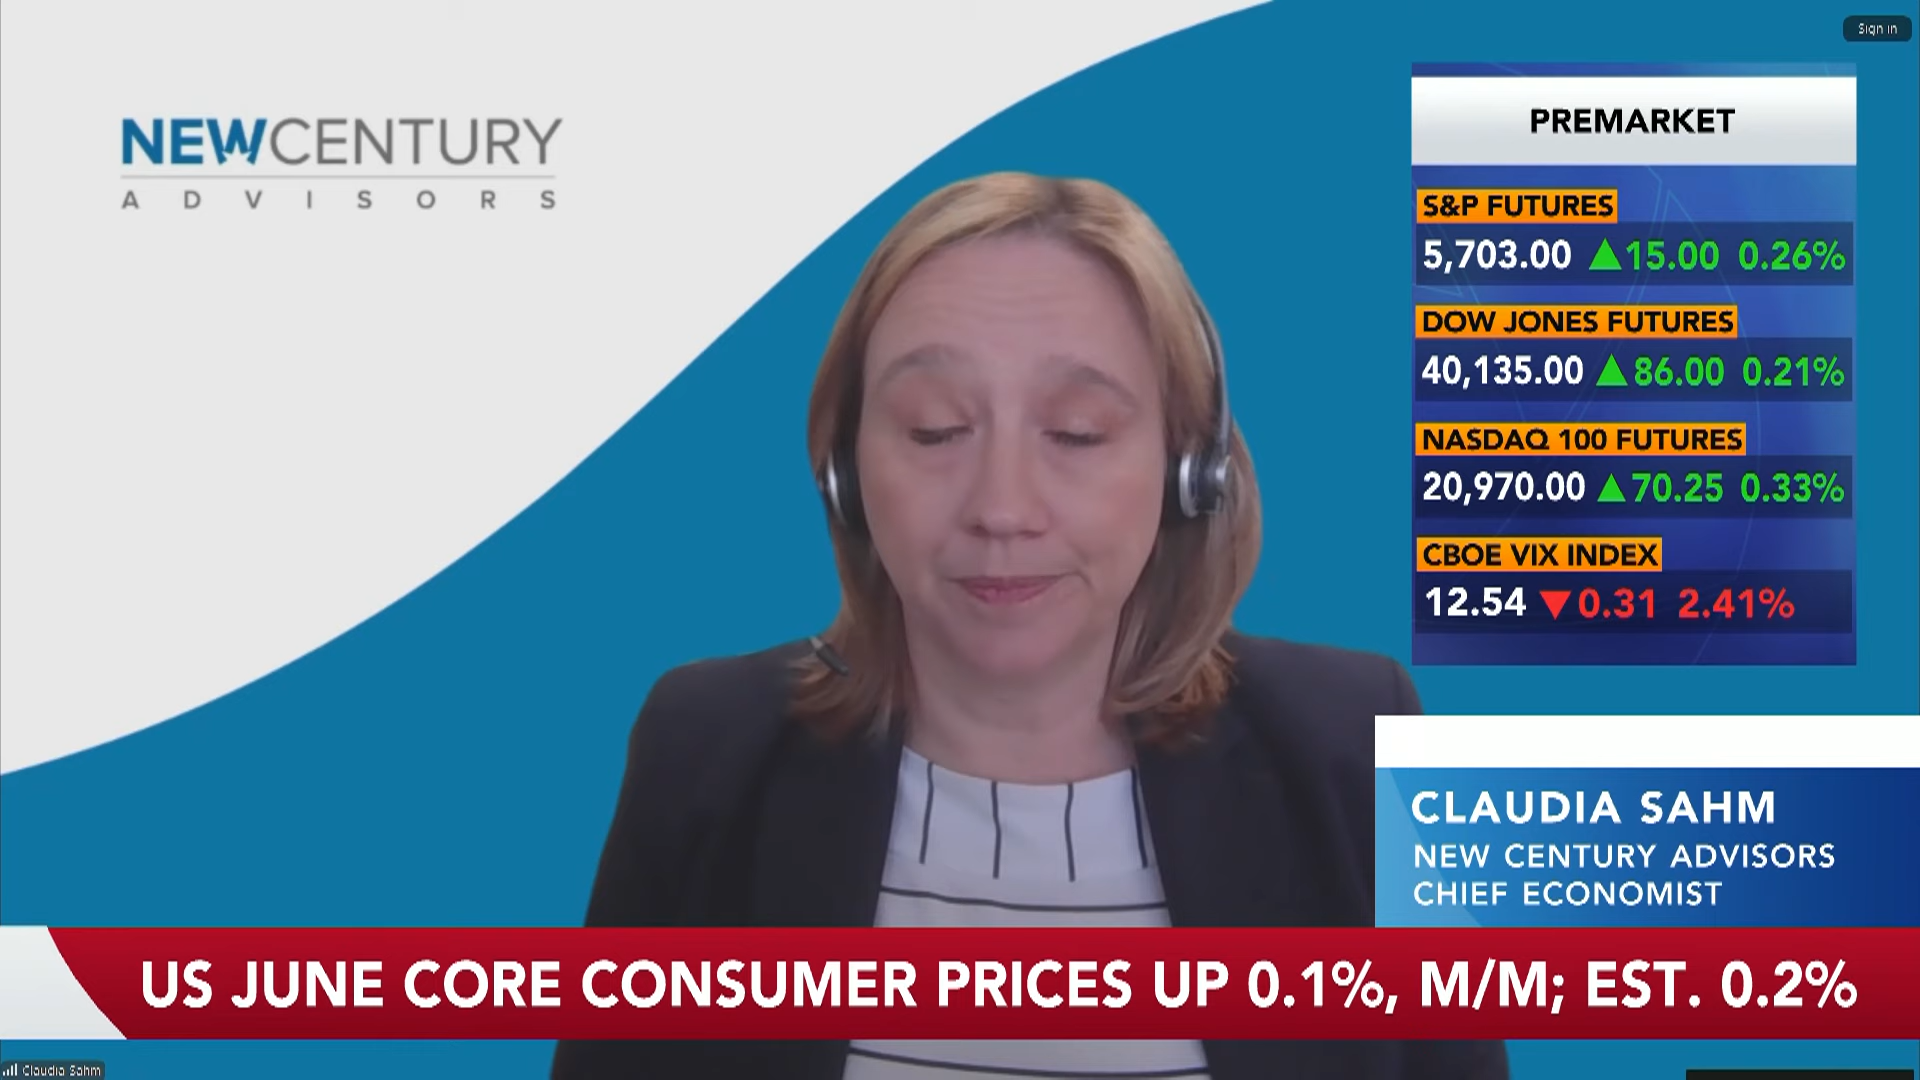 Sign in
NEWCENTURY
ADVISORS
PREMARKET
S&P FUTURES
5,703.00 ▲15.00 0.26%
DOW JONES FUTURES
40,135.00 ▲86.00 0.21%
NASDAQ 100 FUTURES
20,970.00 ▲70.25 0.33%
CBOE VIX INDEX
12.54 ▼0.31 2.41%
CLAUDIA SAHM
NEW CENTURY ADVISORS
CHIEF ECONOMIST
US JUNE CORE CONSUMER PRICES UP 0.1%, M/M; EST. 0.2%
Claudia Sahm